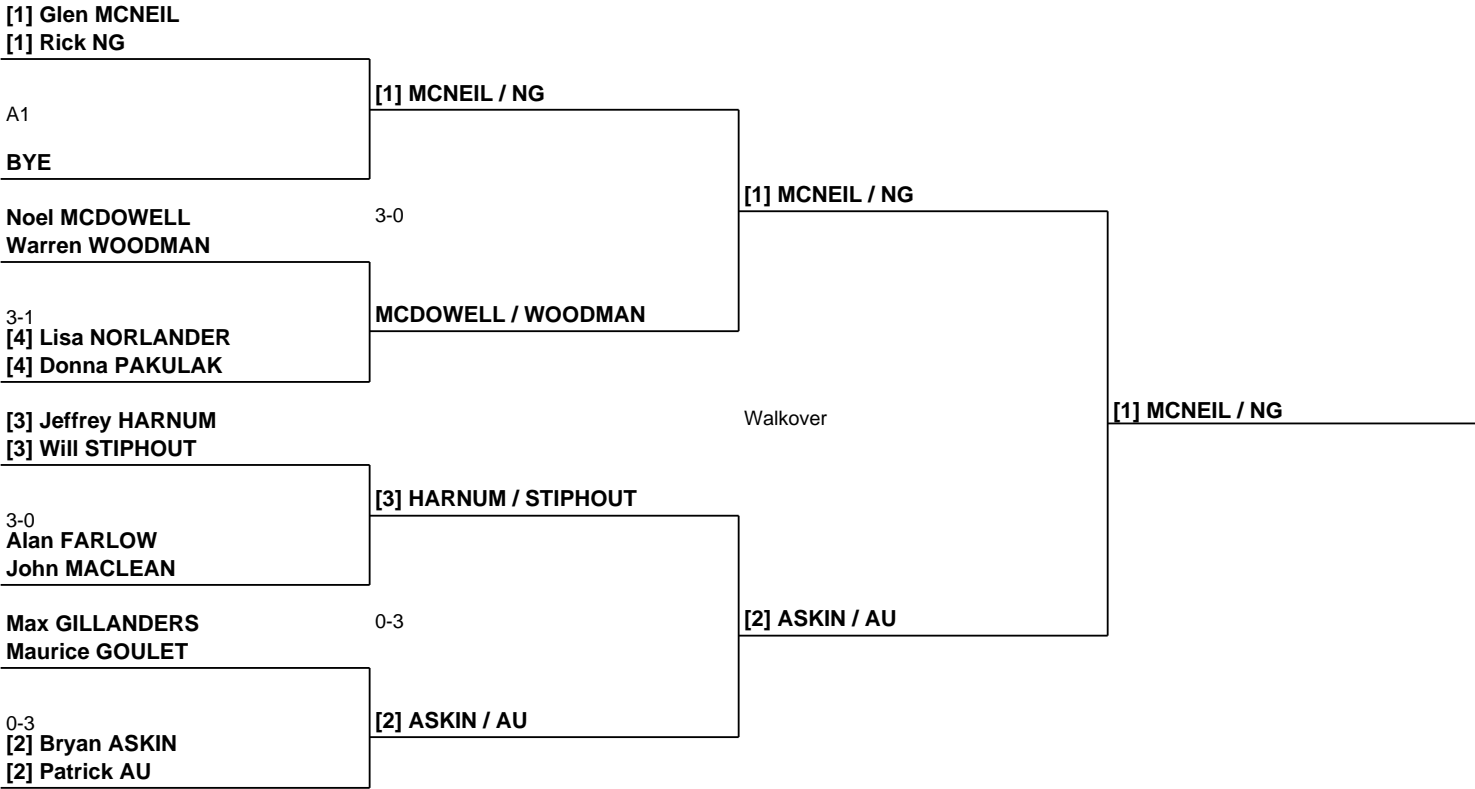 [1] Glen MCNEIL
[1] Rick NG
A1
BYE
Noel MCDOWELL
Warren WOODMAN
3-1
[4] Lisa NORLANDER
[4] Donna PAKULAK
[3] Jeffrey HARNUM
[3] Will STIPHOUT
3-0
Alan FARLOW
John MACLEAN
Max GILLANDERS
Maurice GOULET
0-3
[2] Bryan ASKIN
[2] Patrick AU
[1] MCNEIL / NG
3-0
MCDOWELL / WOODMAN
[3] HARNUM / STIPHOUT
0-3
[2] ASKIN / AU
[1] MCNEIL / NG
Walkover
[2] ASKIN / AU
[1] MCNEIL / NG